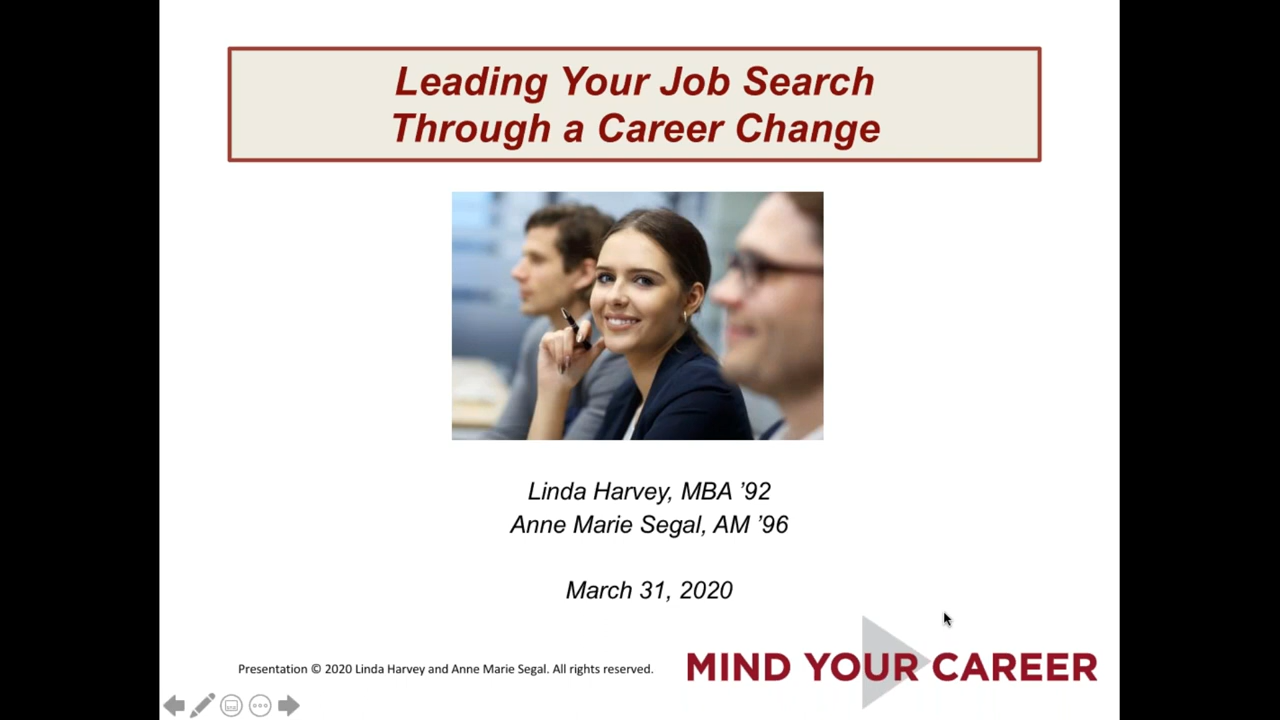 Leading Your Job Search
Through a Career Change
Linda Harvey, MBA ’92
Anne Marie Segal, AM ’96
March 31, 2020
Presentation © 2020 Linda Harvey and Anne Marie Segal. All rights reserved.
MIND YOUR CAREER